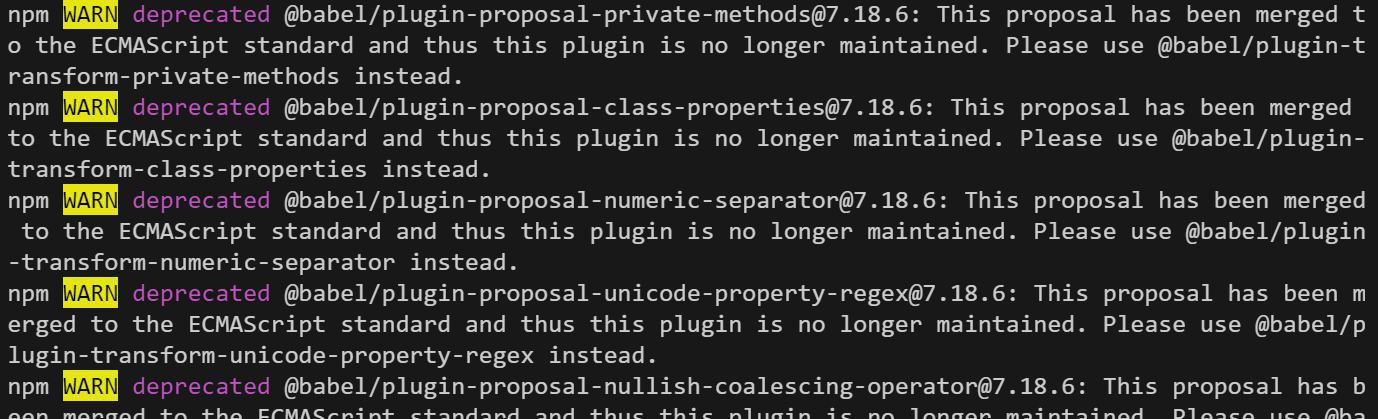 npm WARN deprecated @babel/plugin-proposal-private-methods@7.18.6: This proposal has been merged t
o the ECMAScript standard and thus this plugin is no longer maintained. Please use @babel/plugin-t
ransform-private-methods instead.
npm WARN deprecated @babel/plugin-proposal-class-properties@7.18.6: This proposal has been merged
to the ECMAScript standard and thus this plugin is no longer maintained. Please use @babel/plugin-
transform-class-properties instead.
npm WARN deprecated @babel/plugin-proposal-numeric-separator@7.18.6: This proposal has been merged
 to the ECMAScript standard and thus this plugin is no longer maintained. Please use @babel/plugin
-transform-numeric-separator instead.
npm WARN deprecated @babel/plugin-proposal-unicode-property-regex@7.18.6: This proposal has been m
erged to the ECMAScript standard and thus this plugin is no longer maintained. Please use @babel/p
lugin-transform-unicode-property-regex instead.
npm WARN deprecated @babel/plugin-proposal-nullish-coalescing-operator@7.18.6: This proposal has b
een merged to the ECMAScript standard and thus this plugin is no longer maintained. Please use @ba